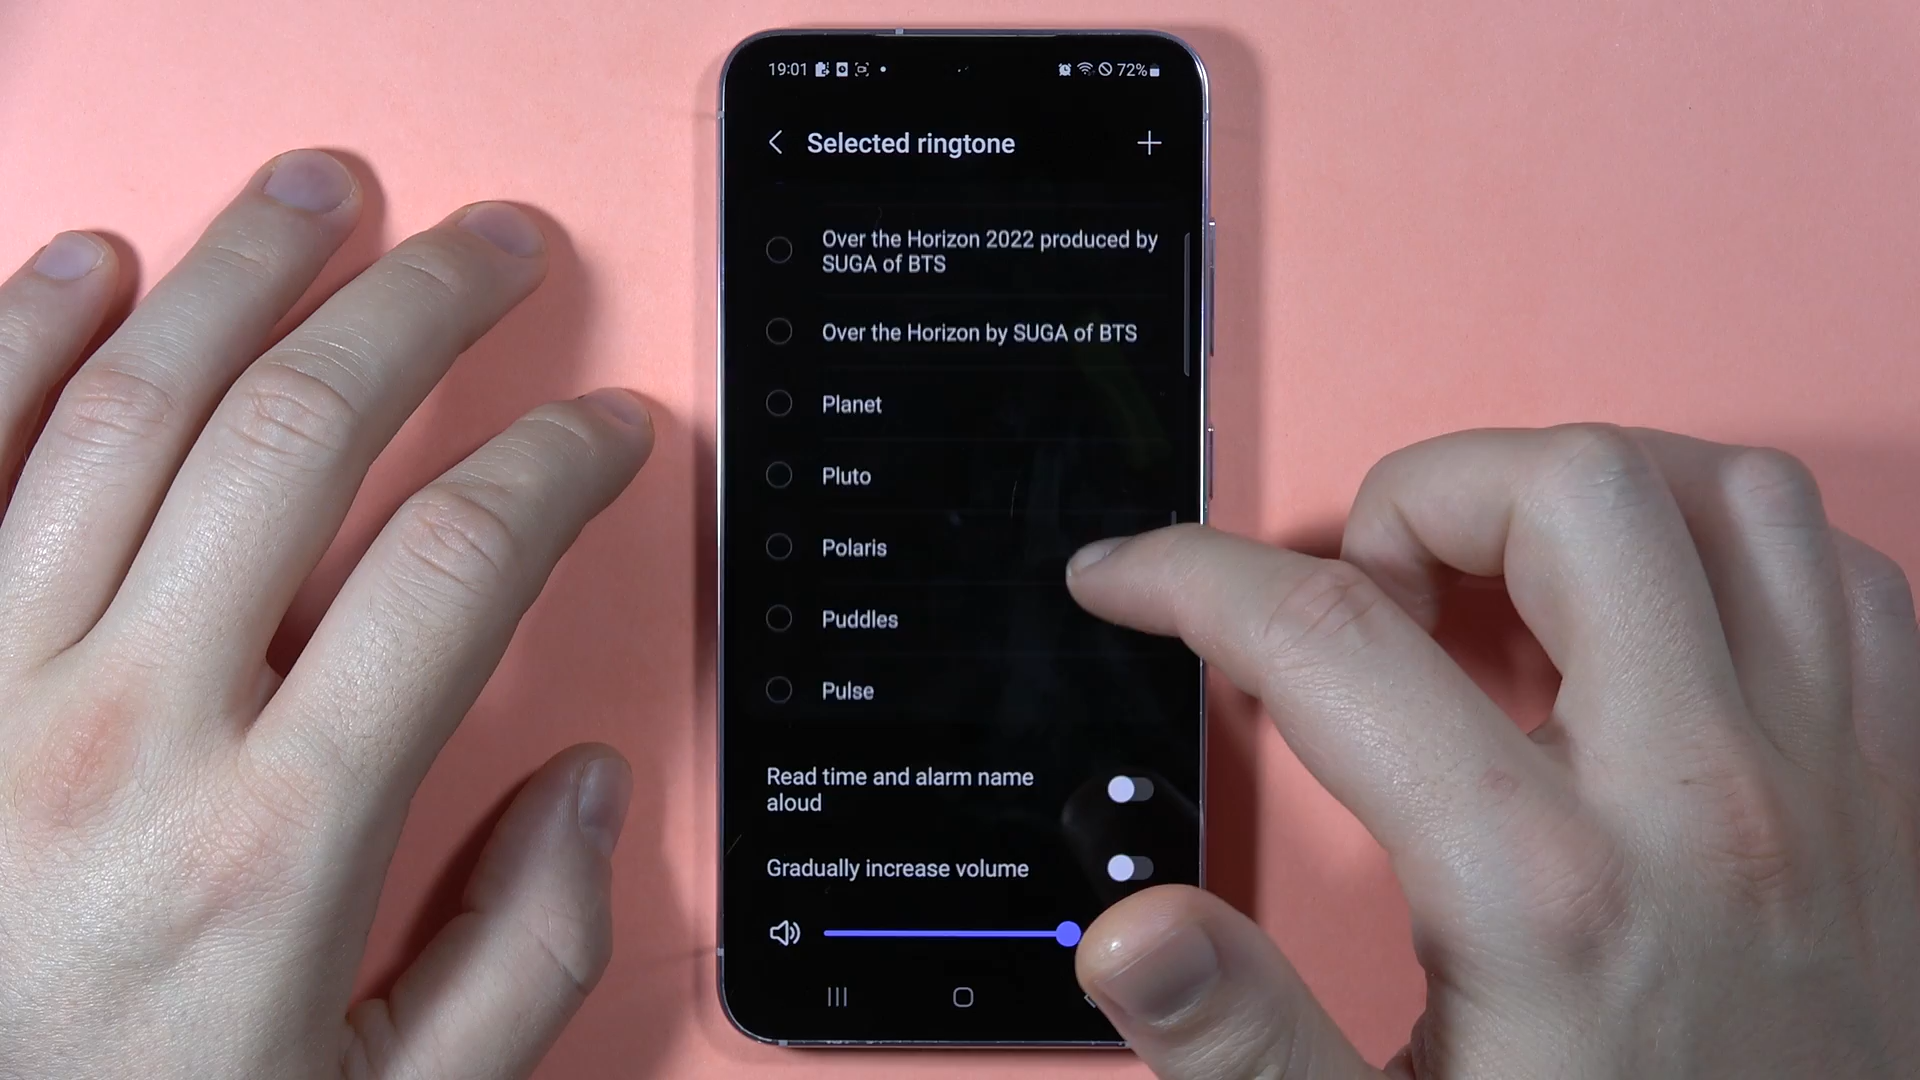 19:01
72%
Selected ringtone
Over the Horizon 2022 produced by
SUGA of BTS
Over the Horizon by SUGA of BTS
Planet
Pluto
Polaris
Puddles
Pulse
Read time and alarm name
aloud
Gradually increase volume